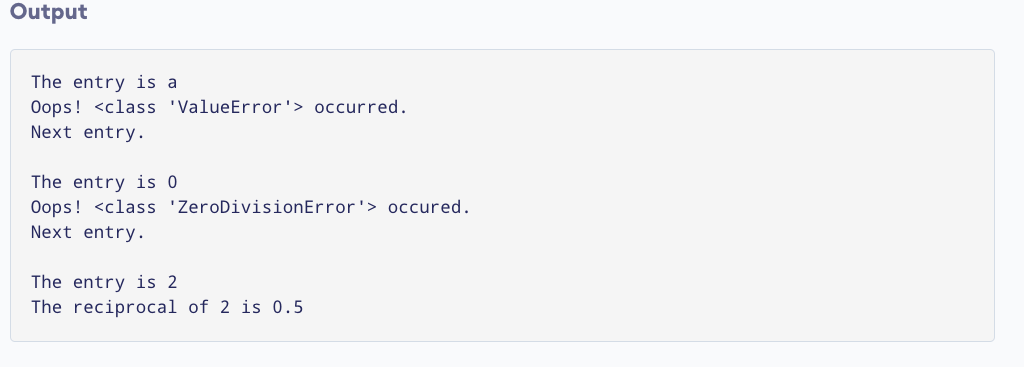 Output
The entry is a
Oops! <class 'ValueError'> occurred.
Next entry.
The entry is 0
Oops! <class 'ZeroDivisionError'> occured.
Next entry.
The entry is 2
The reciprocal of 2 is 0.5